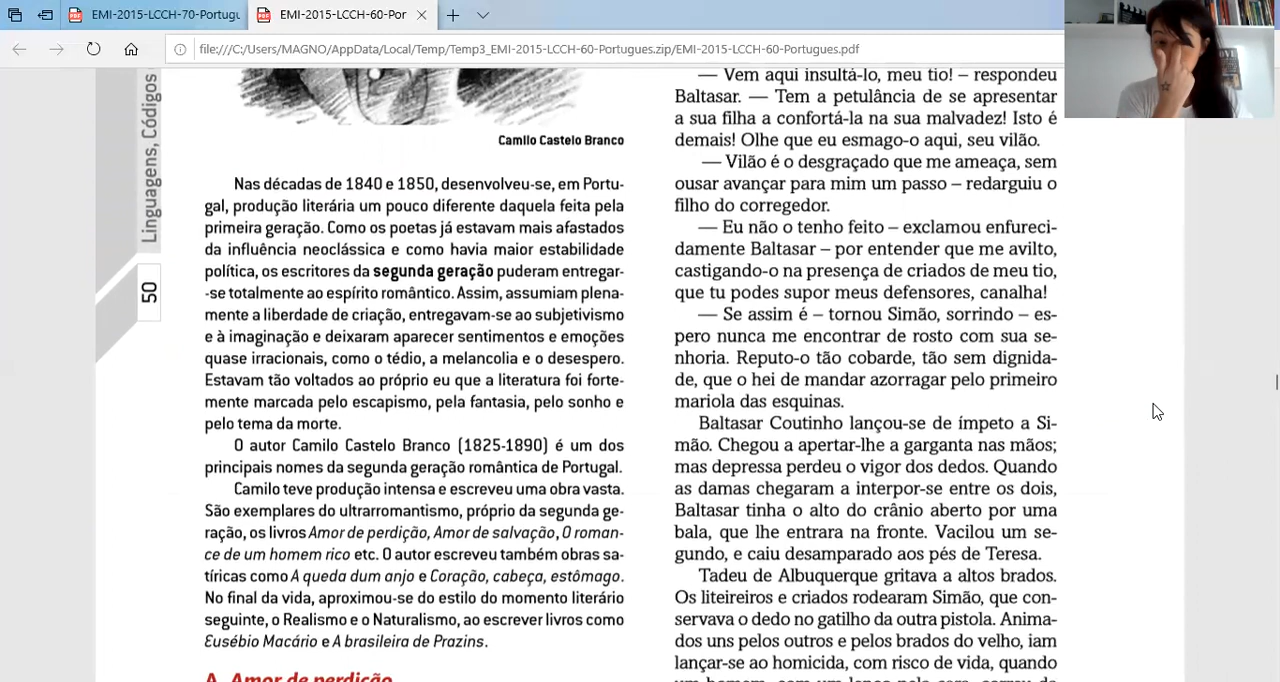 EMI-2015-LCCH-70-Portugu
EMI-2015-LCCH-60-Por
file:///C:/Users/MAGNO/AppData/Local/Temp/Temp3_EMI-2015-LCCH-60-Portugues.zip/EMI-2015-LCCH-60-Portugues.pdf
Linguagens, Códigos
50
Camilo Castelo Branco
Nas décadas de 1840 e 1850, desenvolveu-se, em Portu-
gal, produção literária um pouco diferente daquela feita pela
primeira geração. Como os poetas já estavam mais afastados
da influência neoclássica e como havia maior estabilidade
política, os escritores da segunda geração puderam entregar-
-se totalmente ao espírito romântico. Assim, assumiam plena-
mente a liberdade de criação, entregavam-se ao subjetivismo
e à imaginação e deixaram aparecer sentimentos e emoções
quase irracionais, como o tédio, a melancolia e o desespero.
Estavam tão voltados ao próprio eu que a literatura foi forte-
mente marcada pelo escapismo, pela fantasia, pelo sonho e
pelo tema da morte.
O autor Camilo Castelo Branco (1825-1890) é um dos
principais nomes da segunda geração romântica de Portugal.
Camilo teve produção intensa e escreveu uma obra vasta.
São exemplares do ultrarromantismo, próprio da segunda ge-
ração, os livros Amor de perdição, Amor de salvação, O roman-
ce de um homem rico etc. O autor escreveu também obras sa-
tíricas como A queda dum anjo e Coração, cabeça, estômago.
No final da vida, aproximou-se do estilo do momento literário
seguinte, o Realismo e o Naturalismo, ao escrever livros como
Eusébio Macário e A brasileira de Prazins.
A. Amor de perdição
— Vem aqui insultá-lo, meu tio! – respondeu
Baltasar. — Tem a petulância de se apresentar
a sua filha a confortá-la na sua malvadez! Isto é
demais! Olhe que eu esmago-o aqui, seu vilão.
— Vilão é o desgraçado que me ameaça, sem
ousar avançar para mim um passo – redarguiu o
filho do corregedor.
— Eu não o tenho feito – exclamou enfureci-
damente Baltasar – por entender que me avilto,
castigando-o na presença de criados de meu tio,
que tu podes supor meus defensores, canalha!
— Se assim é – tornou Simão, sorrindo – es-
pero nunca me encontrar de rosto com sua se-
nhoria. Reputo-o tão cobarde, tão sem dignida-
de, que o hei de mandar azorragar pelo primeiro
mariola das esquinas.
Baltasar Coutinho lançou-se de ímpeto a Si-
mão. Chegou a apertar-lhe a garganta nas mãos;
mas depressa perdeu o vigor dos dedos. Quando
as damas chegaram a interpor-se entre os dois,
Baltasar tinha o alto do crânio aberto por uma
bala, que lhe entrara na fronte. Vacilou um se-
gundo, e caiu desamparado aos pés de Teresa.
Tadeu de Albuquerque gritava a altos brados.
Os liteireiros e criados rodearam Simão, que con-
servava o dedo no gatilho da outra pistola. Anima-
dos uns pelos outros e pelos brados do velho, iam
lançar-se ao homicida, com risco de vida, quando